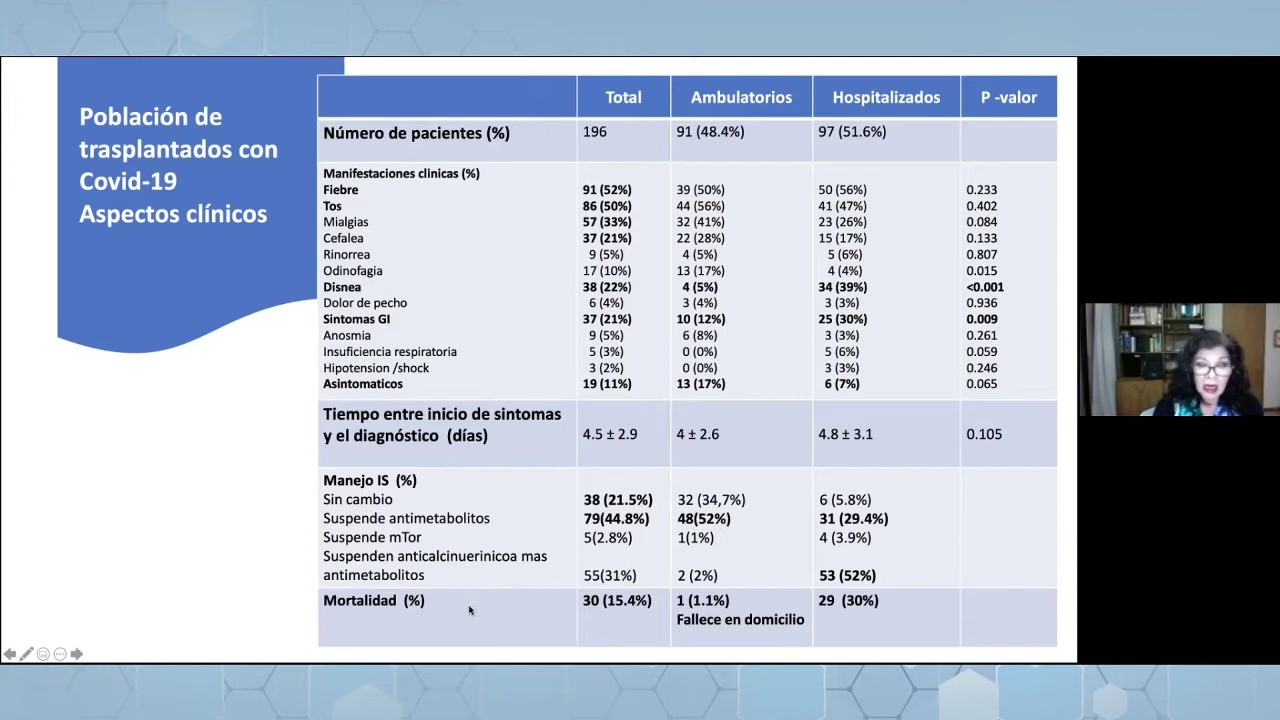 Población de
trasplantados con
Covid-19
Aspectos clínicos
Total Ambulatorios Hospitalizados P -valor
Número de pacientes (%) 196 91 (48.4%) 97 (51.6%)
Manifestaciones clinicas (%)
Fiebre 91 (52%) 39 (50%) 50 (56%) 0.233
Tos 86 (50%) 44 (56%) 41 (47%) 0.402
Mialgias 57 (33%) 32 (41%) 23 (26%) 0.084
Cefalea 37 (21%) 22 (28%) 15 (17%) 0.133
Rinorrea 9 (5%) 4 (5%) 5 (6%) 0.807
Odinofagia 17 (10%) 13 (17%) 4 (4%) 0.015
Disnea 38 (22%) 4 (5%) 34 (39%) <0.001
Dolor de pecho 6 (4%) 3 (4%) 3 (3%) 0.936
Sintomas GI 37 (21%) 10 (12%) 25 (30%) 0.009
Anosmia 9 (5%) 6 (8%) 3 (3%) 0.261
Insuficiencia respiratoria 5 (3%) 0 (0%) 5 (6%) 0.059
Hipotension /shock 3 (2%) 0 (0%) 3 (3%) 0.246
Asintomaticos 19 (11%) 13 (17%) 6 (7%) 0.065
Tiempo entre inicio de sintomas
y el diagnóstico (días) 4.5 ± 2.9 4 ± 2.6 4.8 ± 3.1 0.105
Manejo IS (%)
Sin cambio 38 (21.5%) 32 (34,7%) 6 (5.8%)
Suspende antimetabolitos 79(44.8%) 48(52%) 31 (29.4%)
Suspende mTor 5(2.8%) 1(1%) 4 (3.9%)
Suspenden anticalcinuerinicoa mas
antimetabolitos 55(31%) 2 (2%) 53 (52%)
Mortalidad (%) 30 (15.4%) 1 (1.1%) 29 (30%)
Fallece en domicilio